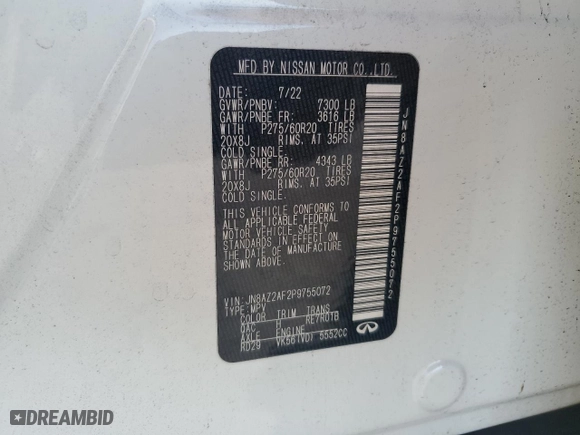 MFD BY NISSAN MOTOR CO.,LTD.
DATE: 7/22
GVWR/PNBV: 7300 LB
GAWR/PNBE FR: 3616 LB
WITH P275/60R20 TIRES
20X8J RIMS, AT 35PSI
COLD SINGLE.
GAWR/PNBE RR: 4343 LB
WITH P275/60R20 TIRES
20X8J RIMS, AT 35PSI
COLD SINGLE.
THIS VEHICLE CONFORMS TO
ALL APPLICABLE FEDERAL
MOTOR VEHICLE SAFETY
STANDARDS IN EFFECT ON
THE DATE OF MANUFACTURE
SHOWN ABOVE.
VIN: JN8AZ2AF2P9755072
TYPE: MPV
COLOR TRIM TRANS
QAC H RE7R01B
AXLE ENGINE
RD29 VK56(VD) 5552CC
JN8AZ2AF2P9755072
DREAMBID